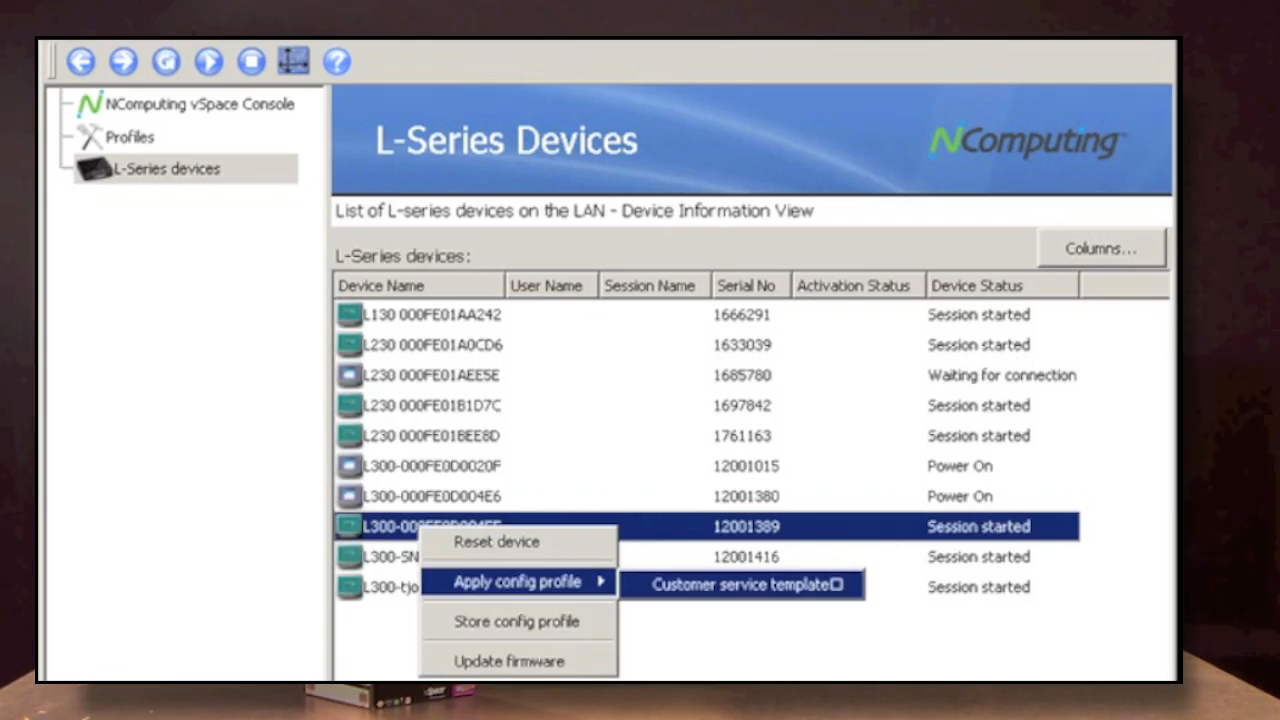 NComputing vSpace Console
Profiles
L-Series devices
L-Series Devices
NComputing
List of L-series devices on the LAN - Device Information View
L-Series devices:
Columns...
Device Name User Name Session Name Serial No Activation Status Device Status
L130 000FE01AA242 1666291 Session started
L230 000FE01A0CD6 1633039 Session started
L230 000FE01AEE5E 1685780 Waiting for connection
L230 000FE01B1D7C 1697842 Session started
L230 000FE01BEE8D 1761163 Session started
L300-000FE0D0020F 12001015 Power On
L300-000FE0D004E6 12001380 Power On
12001389 Session started
Reset device
L300-SN 12001416 Session started
Apply config profile Customer service template
L300-tjo Session started
Store config profile
Update firmware